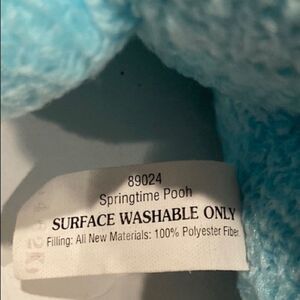 89024
Springtime Pooh
SURFACE WASHABLE ONLY
Filling: All New Materials: 100% Polyester Fiber